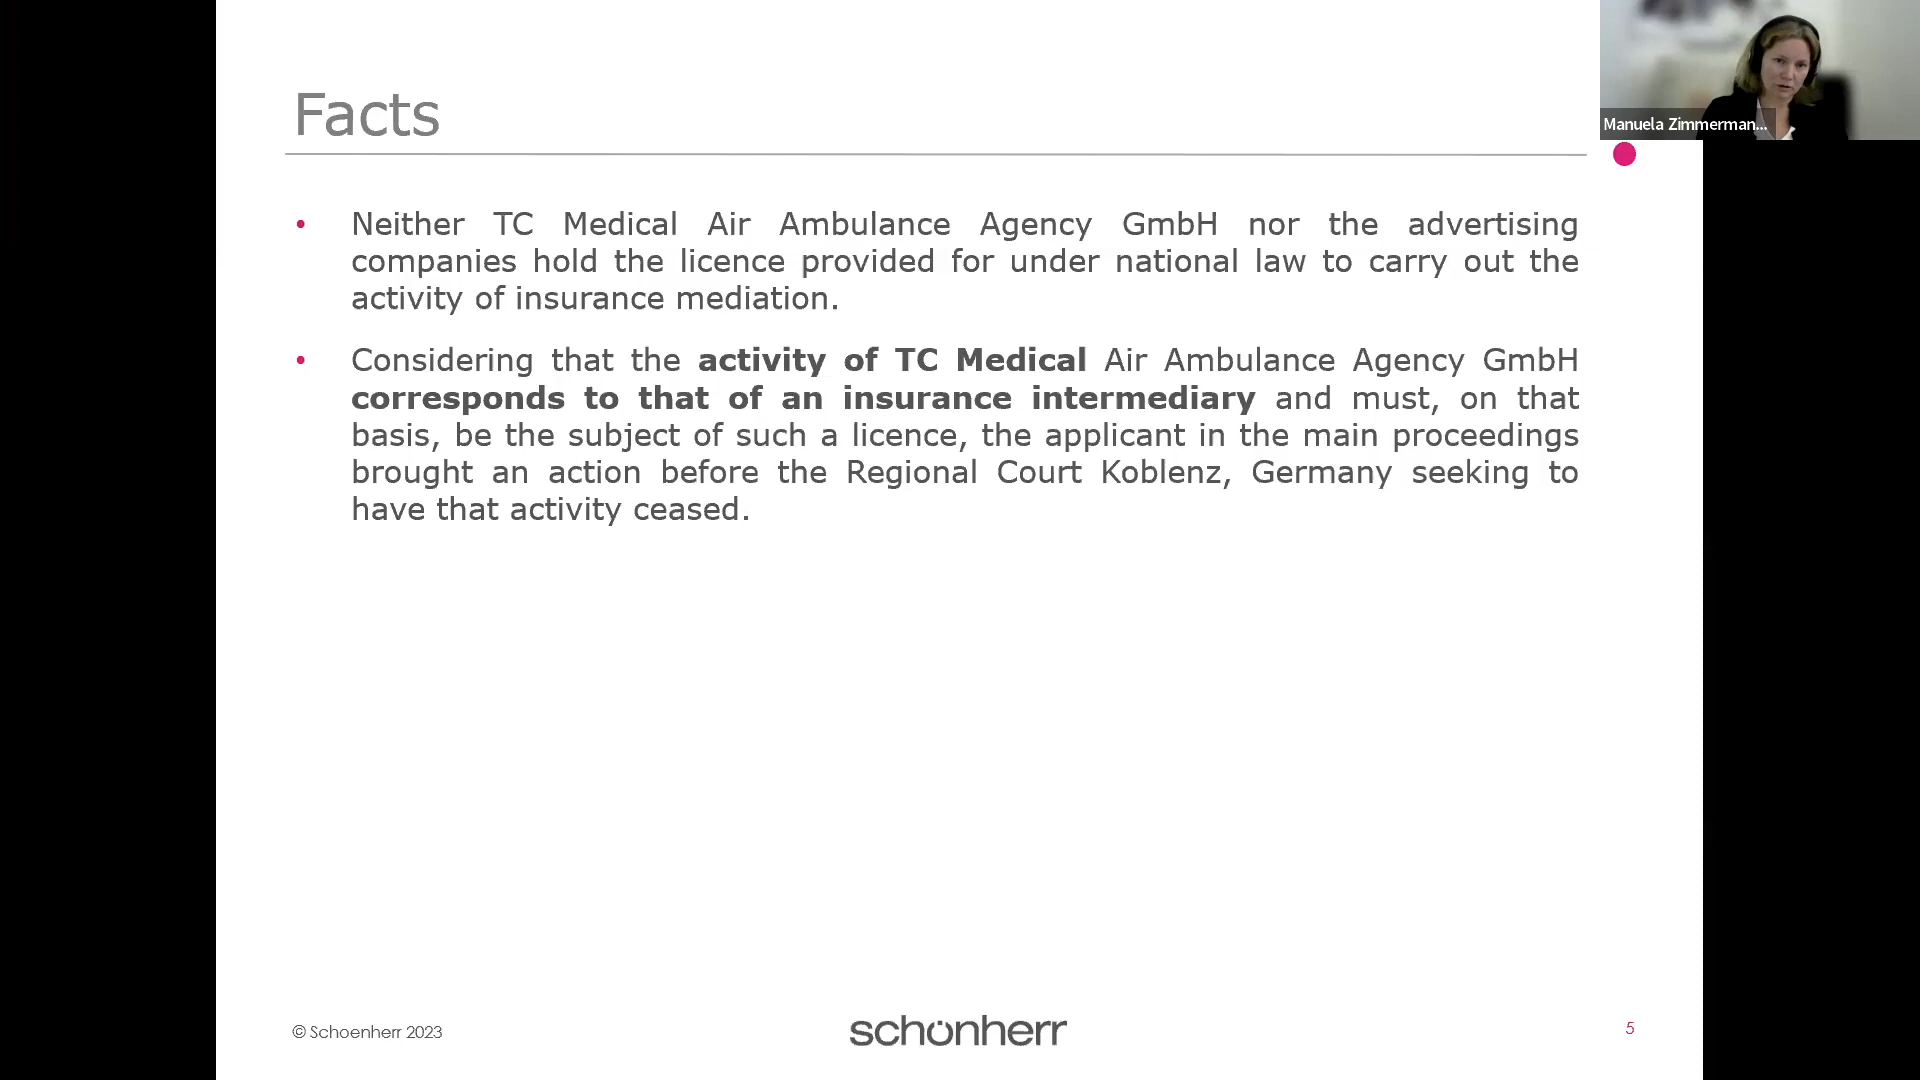 Facts
Manuela Zimmerman...
• Neither TC Medical Air Ambulance Agency GmbH nor the advertising
companies hold the licence provided for under national law to carry out the
activity of insurance mediation.
• Considering that the activity of TC Medical Air Ambulance Agency GmbH
corresponds to that of an insurance intermediary and must, on that
basis, be the subject of such a licence, the applicant in the main proceedings
brought an action before the Regional Court Koblenz, Germany seeking to
have that activity ceased.
© Schoenherr 2023
schönherr
5